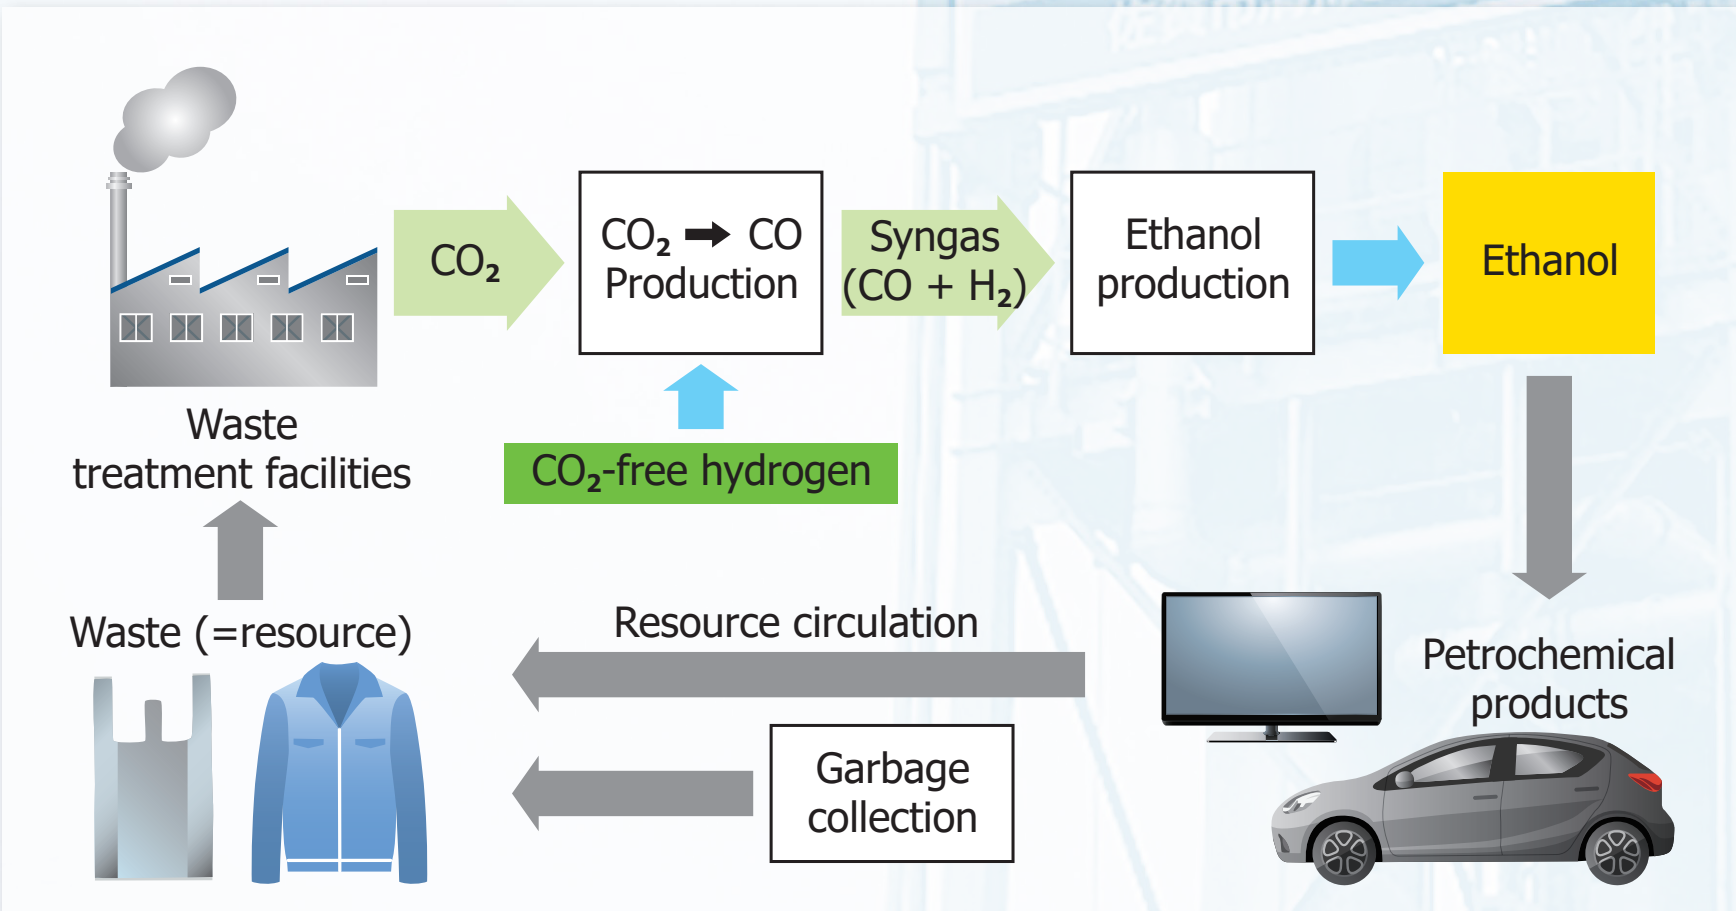 CO₂
CO₂ → CO
Production
Syngas
(CO + H₂)
Ethanol
production
Ethanol
CO₂-free hydrogen
Waste
treatment facilities
Waste (=resource)
Resource circulation
Garbage
collection
Petrochemical
products